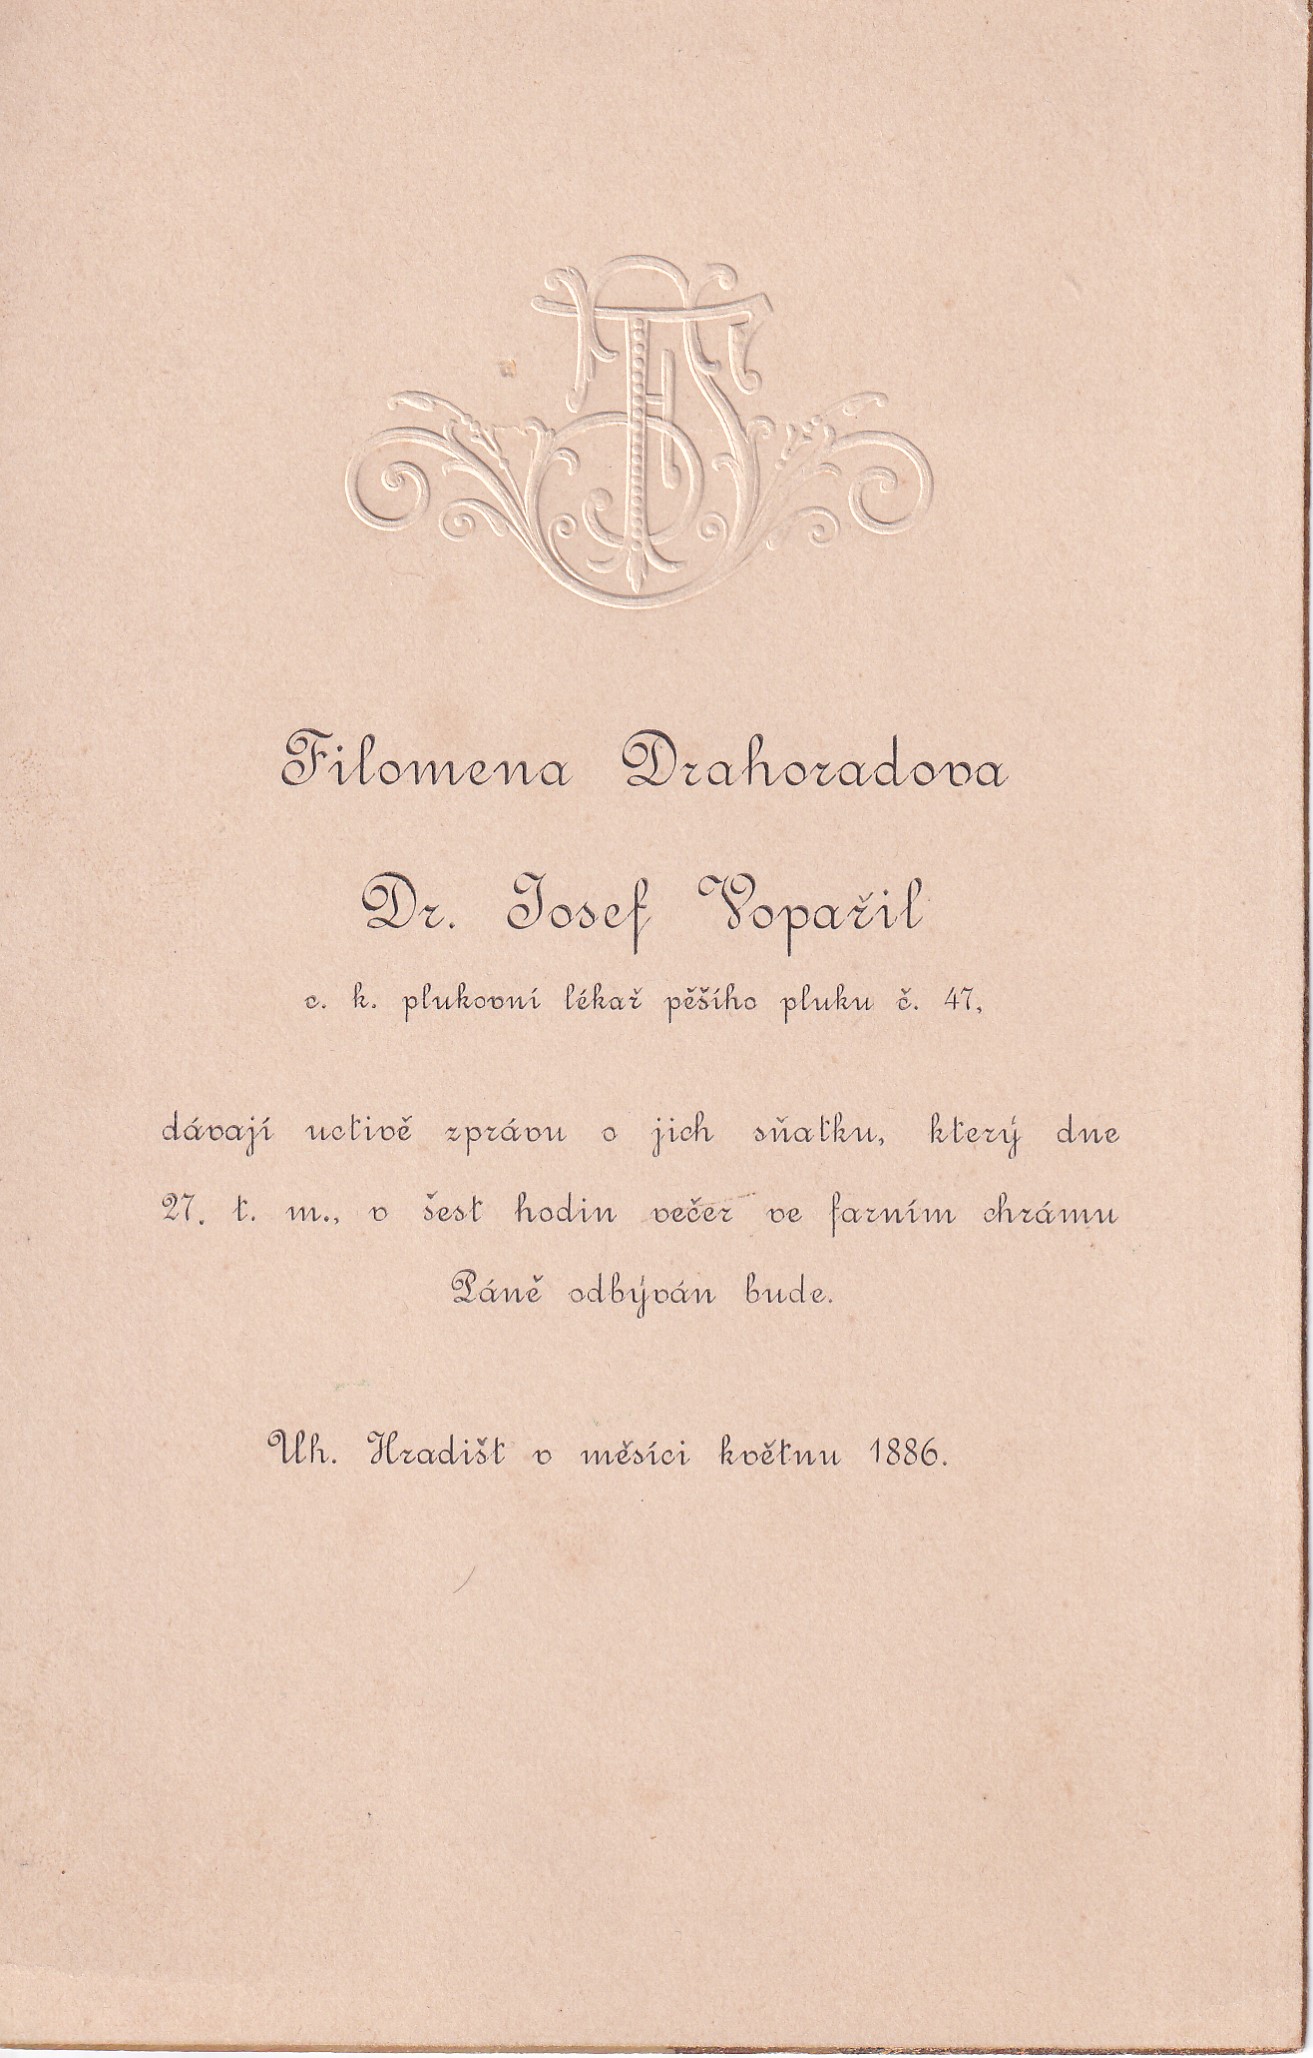 Filomena Drahoradova
Dr. Josef Vopařil
c. k. plukovní lékař pěšího pluku č. 47,
dávají uctivě zprávu o jich sňatku, který dne
27. t. m., v šest hodin večer ve farním chrámu
Páně odbýván bude.
Uh. Hradišt v měsíci květnu 1886.